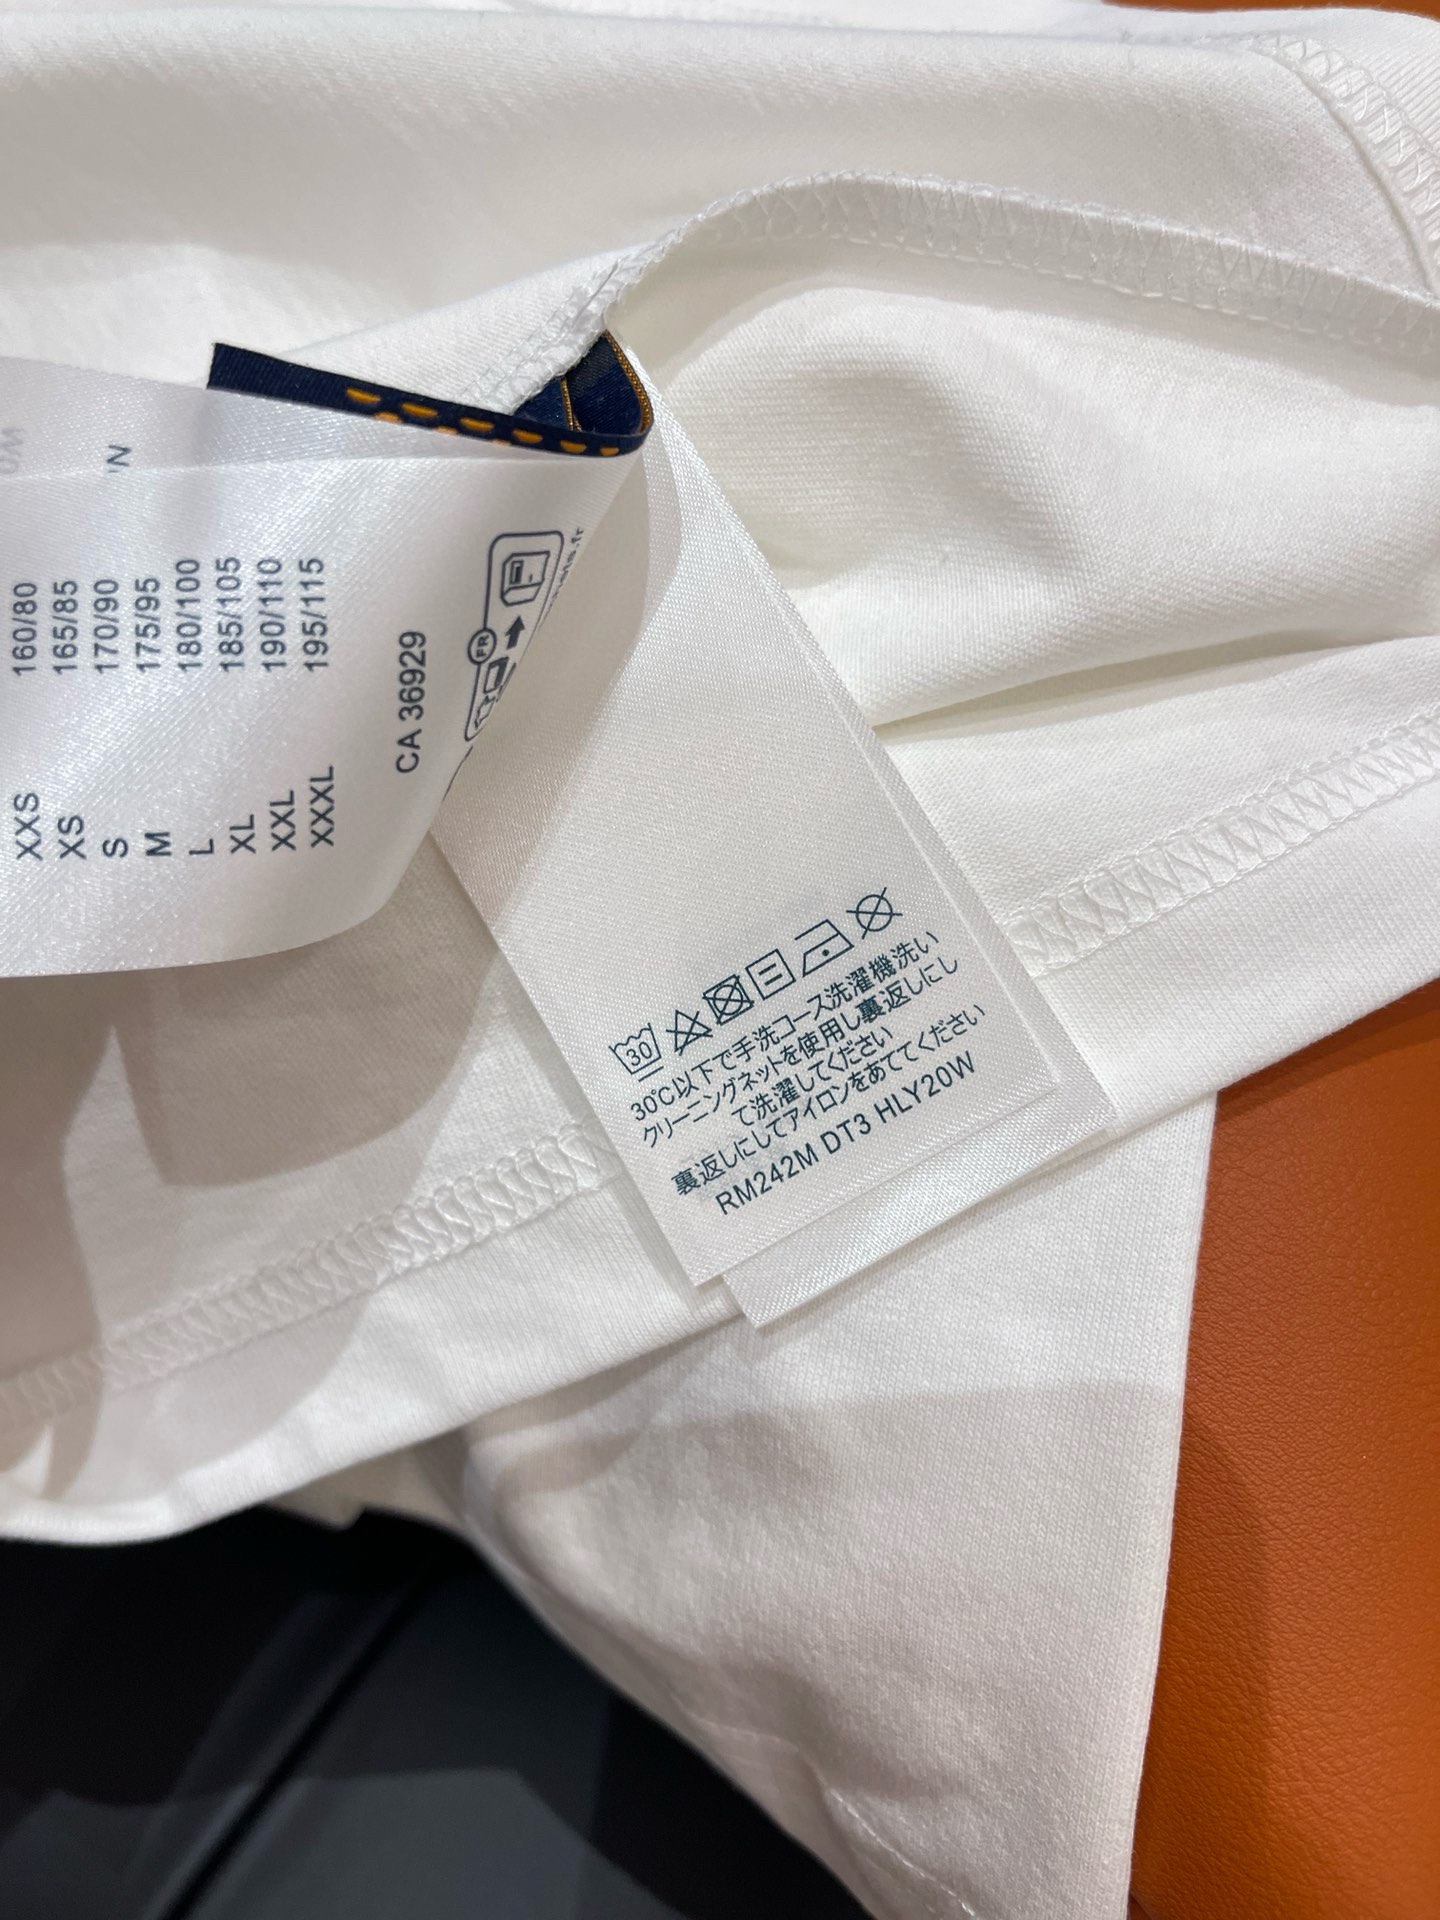 XXS 160/80
XS 165/85
S 170/90
M 175/95
L 180/100
XL 185/105
XXL 190/110
XXXL 195/115
CA 36929
FR
30
30℃以下で手洗コース洗濯機洗い
クリーニングネットを使用し裏返しにし
て洗濯してください
裏返しにしてアイロンをあててください
RM242M DT3 HLY20W